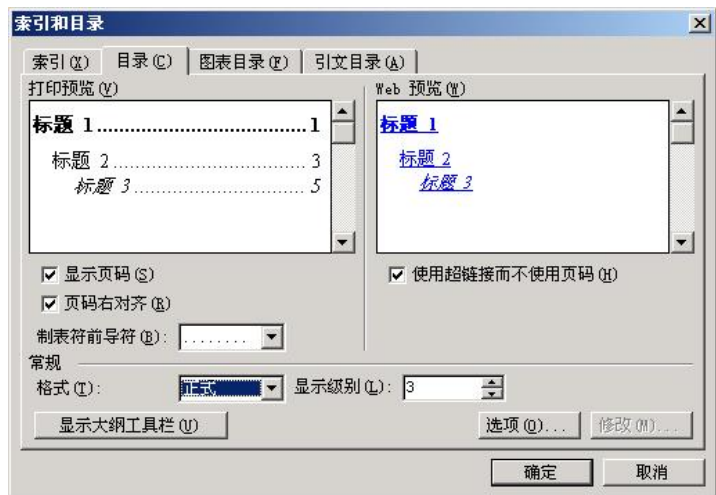 索引和目录
索引(X) 目录(C) 图表目录(F) 引文目录(A)
打印预览(V) Web 预览(W)
标题 1..................................1 标题 1
标题 2................................ 3 标题 2
标题 3............................ 5 标题 3
显示页码(S) 使用超链接而不使用页码(H)
页码右对齐(R)
制表符前导符(B): ........
常规
格式(T): 正式 显示级别(L): 3
显示大纲工具栏(U) 选项(O)... 修改(M)...
确定 取消